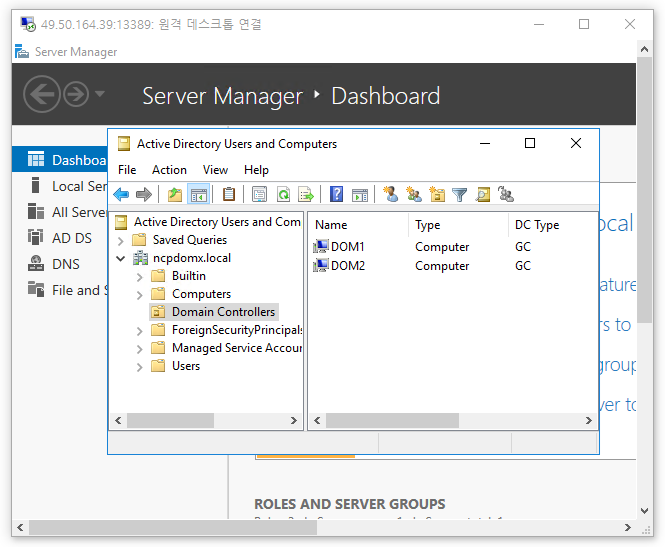 49.50.164.39:13389: 원격 데스크톱 연결
Server Manager
Server Manager ‣ Dashboard
Dashboa
Local Ser
All Server
AD DS
DNS
File and S
Active Directory Users and Computers
File Action View Help
Active Directory Users and Com
Saved Queries
ncpdomx.local
Builtin
Computers
Domain Controllers
ForeignSecurityPrincipals
Managed Service Accour
Users
Name Type DC Type
DOM1 Computer GC
DOM2 Computer GC
ocal
ature
rs to
group
ver to
ROLES AND SERVER GROUPS